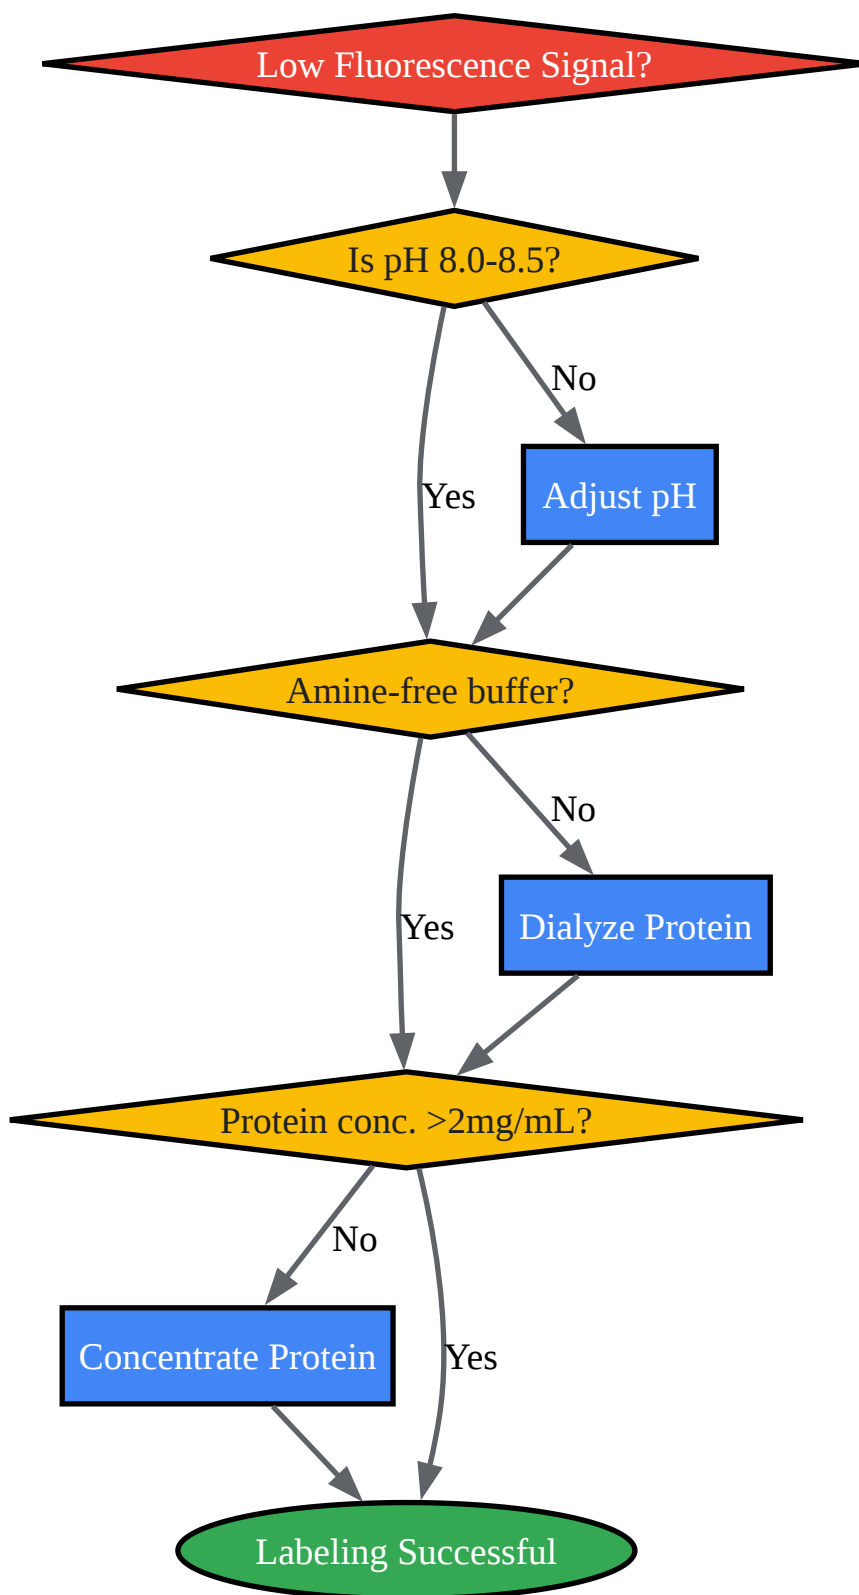 Low Fluorescence Signal?
Is pH 8.0-8.5?
No
Yes
Adjust pH
Amine-free buffer?
No
Yes
Dialyze Protein
Protein conc. >2mg/mL?
No
Concentrate Protein
Yes
Labeling Successful